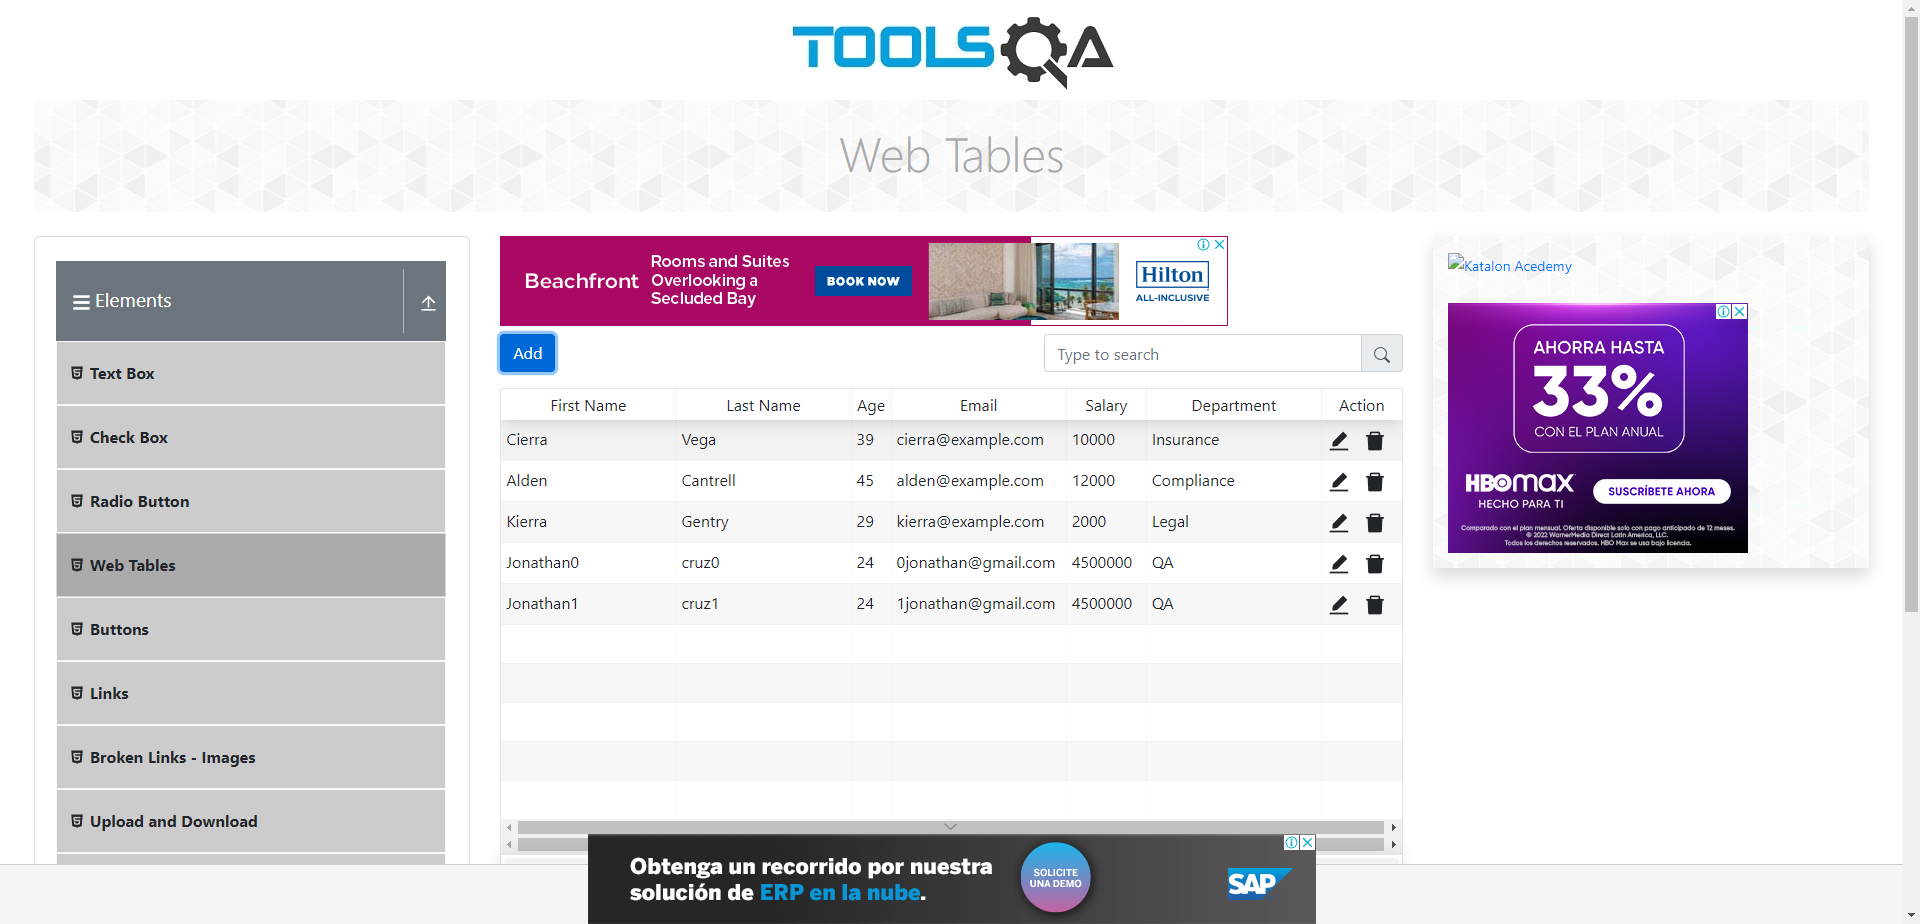 TOOLSQA
Web Tables
Elements
Text Box
Check Box
Radio Button
Web Tables
Buttons
Links
Broken Links - Images
Upload and Download
Beachfront
Rooms and Suites
Overlooking a
Secluded Bay
BOOK NOW
Hilton
ALL-INCLUSIVE
Add
Type to search
First Name Last Name Age Email Salary Department Action
Cierra Vega 39 cierra@example.com 10000 Insurance
Alden Cantrell 45 alden@example.com 12000 Compliance
Kierra Gentry 29 kierra@example.com 2000 Legal
Jonathan0 cruz0 24 0jonathan@gmail.com 4500000 QA
Jonathan1 cruz1 24 1jonathan@gmail.com 4500000 QA
Katalon Acedemy
AHORRA HASTA
33%
CON EL PLAN ANUAL
HBOMAX
HECHO PARA TI
SUSCRÍBETE AHORA
Comparado con el plan mensual. Oferta disponible solo con pago anticipado de 12 meses.
© 2022 WarnerMedia Direct Latin America, LLC.
Todos los derechos reservados. HBO Max se usa bajo licencia.
Obtenga un recorrido por nuestra
solución de ERP en la nube.
SOLICITE
UNA DEMO
SAP